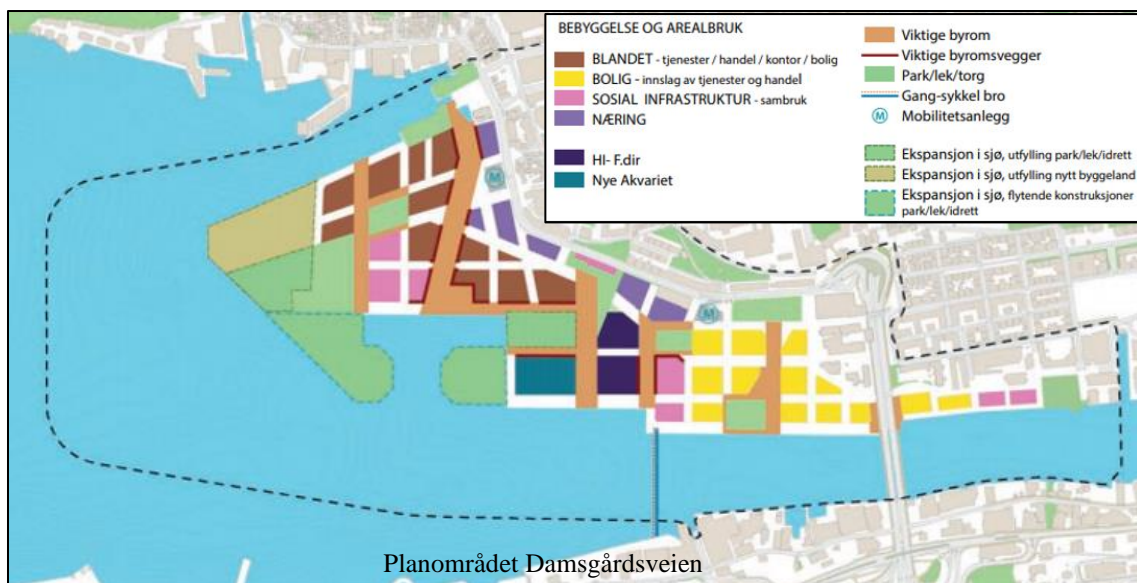 BEBYGGELSE OG AREALBRUK
BLANDET - tjenester / handel / kontor / bolig
BOLIG - innslag av tjenester og handel
SOSIAL INFRASTRUKTUR - sambruk
NÆRING
HI- F.dir
Nye Akvariet
Viktige byrom
Viktige byromsvegger
Park/lek/torg
Gang-sykkel bro
M Mobilitetsanlegg
Ekspansjon i sjø, utfylling park/lek/idrett
Ekspansjon i sjø, utfylling nytt byggeland
Ekspansjon i sjø, flytende konstruksjoner
park/lek/idrett
M
M
Planområdet Damsgårdsveien